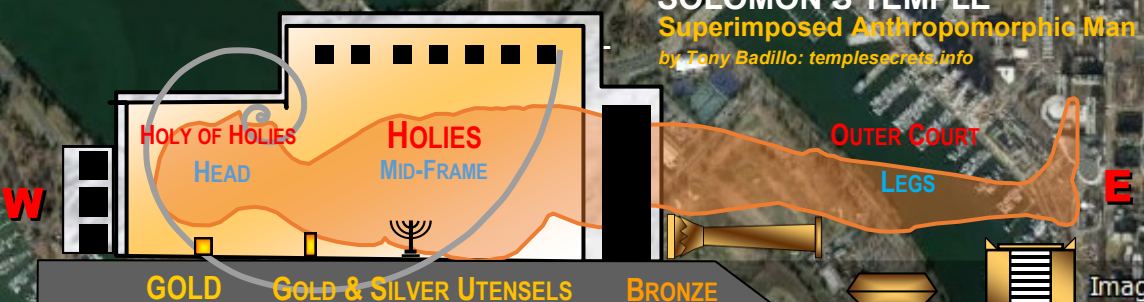 SOLOMON'S TEMPLE
Superimposed Anthropomorphic Man
by Tony Badillo: templesecrets.info
HOLY OF HOLIES
HEAD
HOLIES
MID-FRAME
OUTER COURT
LEGS
W
E
GOLD
GOLD & SILVER UTENSELS
BRONZE
Imag